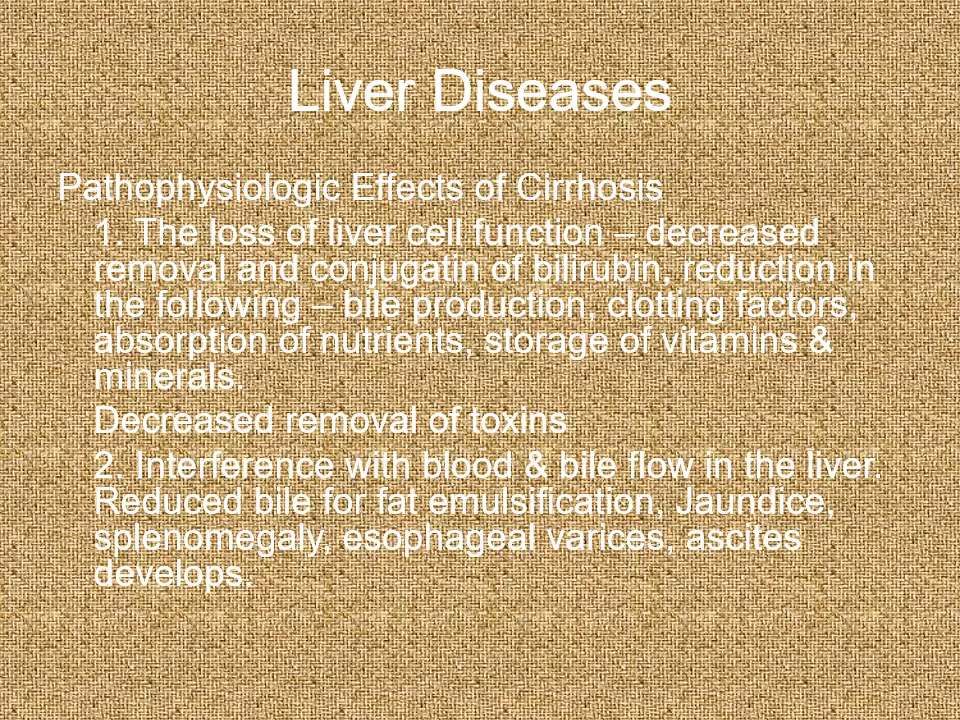 Liver Diseases
Pathophysiologic Effects of Cirrhosis
1. The loss of liver cell function – decreased
removal and conjugatin of bilirubin, reduction in
the following – bile production, clotting factors,
absorption of nutrients, storage of vitamins &
minerals.
Decreased removal of toxins
2. Interference with blood & bile flow in the liver.
Reduced bile for fat emulsification, Jaundice,
splenomegaly, esophageal varices, ascites
develops.